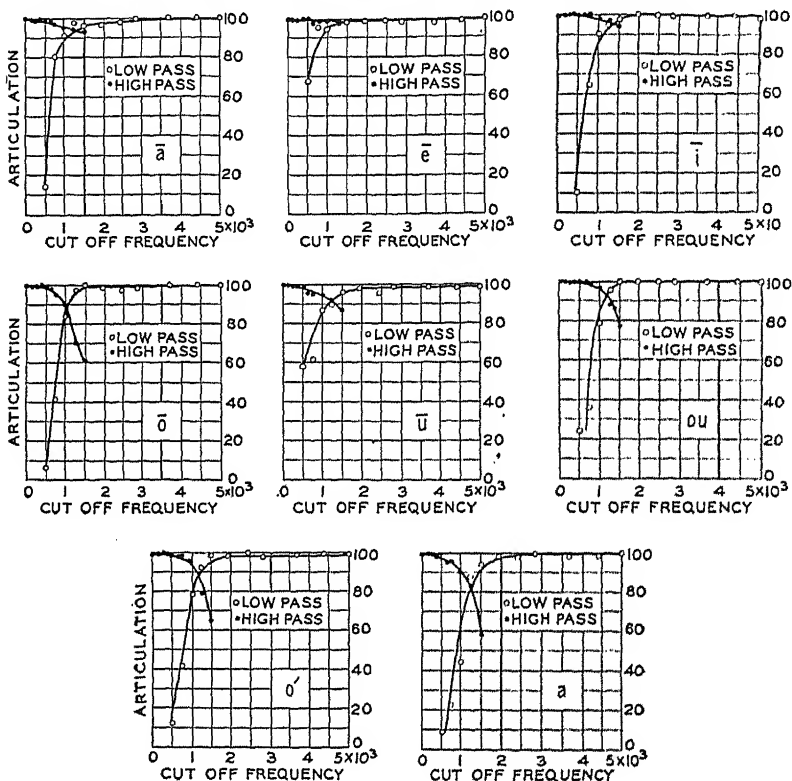 100
80
60
40
20
0
ARTICULATION
LOW PASS
HIGH PASS
ā
0 1 2 3 4 5×10³
CUT OFF FREQUENCY
100
80
60
40
20
0
LOW PASS
HIGH PASS
ē
0 1 2 3 4 5×10³
CUT OFF FREQUENCY
100
80
60
40
20
0
LOW PASS
HIGH PASS
ī
0 1 2 3 4 5×10
CUT OFF FREQUENCY
100
80
60
40
20
0
ARTICULATION
LOW PASS
HIGH PASS
ō
0 1 2 3 4 5×10³
CUT OFF FREQUENCY
100
80
60
40
20
0
LOW PASS
HIGH PASS
ū
.0 1 2 3 4 5×10³
CUT OFF FREQUENCY
100
80
60
40
20
0
LOW PASS
HIGH PASS
ou
0 1 2 3 4 5×10³
CUT OFF FREQUENCY
100
80
60
40
20
0
ARTICULATION
LOW PASS
HIGH PASS
o′
0 1 2 3 4 5×10³
CUT OFF FREQUENCY
100
80
60
40
20
0
ARTICULATION
LOW PASS
HIGH PASS
a
0 1 2 3 4 5×10³
CUT OFF FREQUENCY